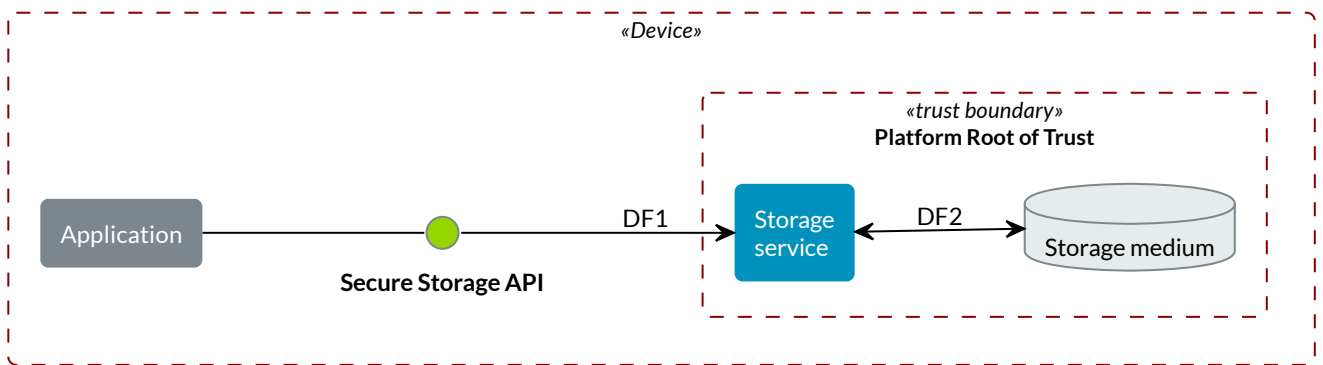 «Device»
«trust boundary»
Platform Root of Trust
Application
Secure Storage API
DF1
Storage
service
DF2
Storage medium